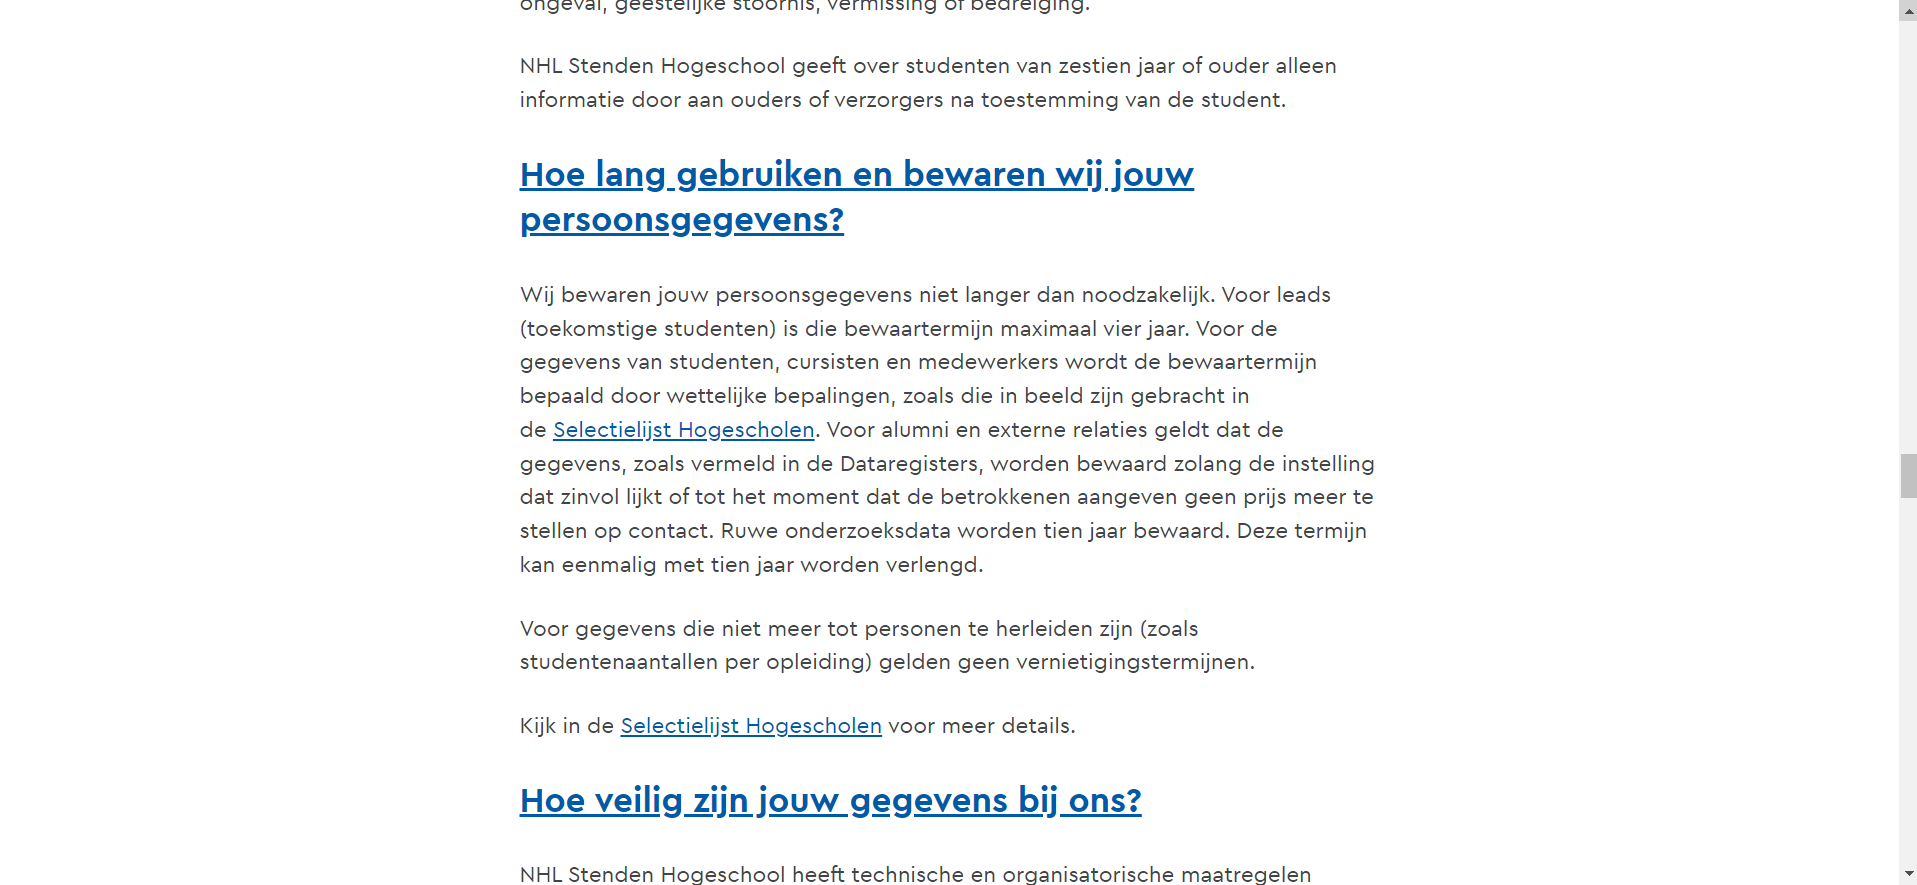 ongeval, geestelijke stoornis, vermissing of bedreiging.
NHL Stenden Hogeschool geeft over studenten van zestien jaar of ouder alleen
informatie door aan ouders of verzorgers na toestemming van de student.
Hoe lang gebruiken en bewaren wij jouw
persoonsgegevens?
Wij bewaren jouw persoonsgegevens niet langer dan noodzakelijk. Voor leads
(toekomstige studenten) is die bewaartermijn maximaal vier jaar. Voor de
gegevens van studenten, cursisten en medewerkers wordt de bewaartermijn
bepaald door wettelijke bepalingen, zoals die in beeld zijn gebracht in
de Selectielijst Hogescholen. Voor alumni en externe relaties geldt dat de
gegevens, zoals vermeld in de Dataregisters, worden bewaard zolang de instelling
dat zinvol lijkt of tot het moment dat de betrokkenen aangeven geen prijs meer te
stellen op contact. Ruwe onderzoeksdata worden tien jaar bewaard. Deze termijn
kan eenmalig met tien jaar worden verlengd.
Voor gegevens die niet meer tot personen te herleiden zijn (zoals
studentenaantallen per opleiding) gelden geen vernietigingstermijnen.
Kijk in de Selectielijst Hogescholen voor meer details.
Hoe veilig zijn jouw gegevens bij ons?
NHL Stenden Hogeschool heeft technische en organisatorische maatregelen